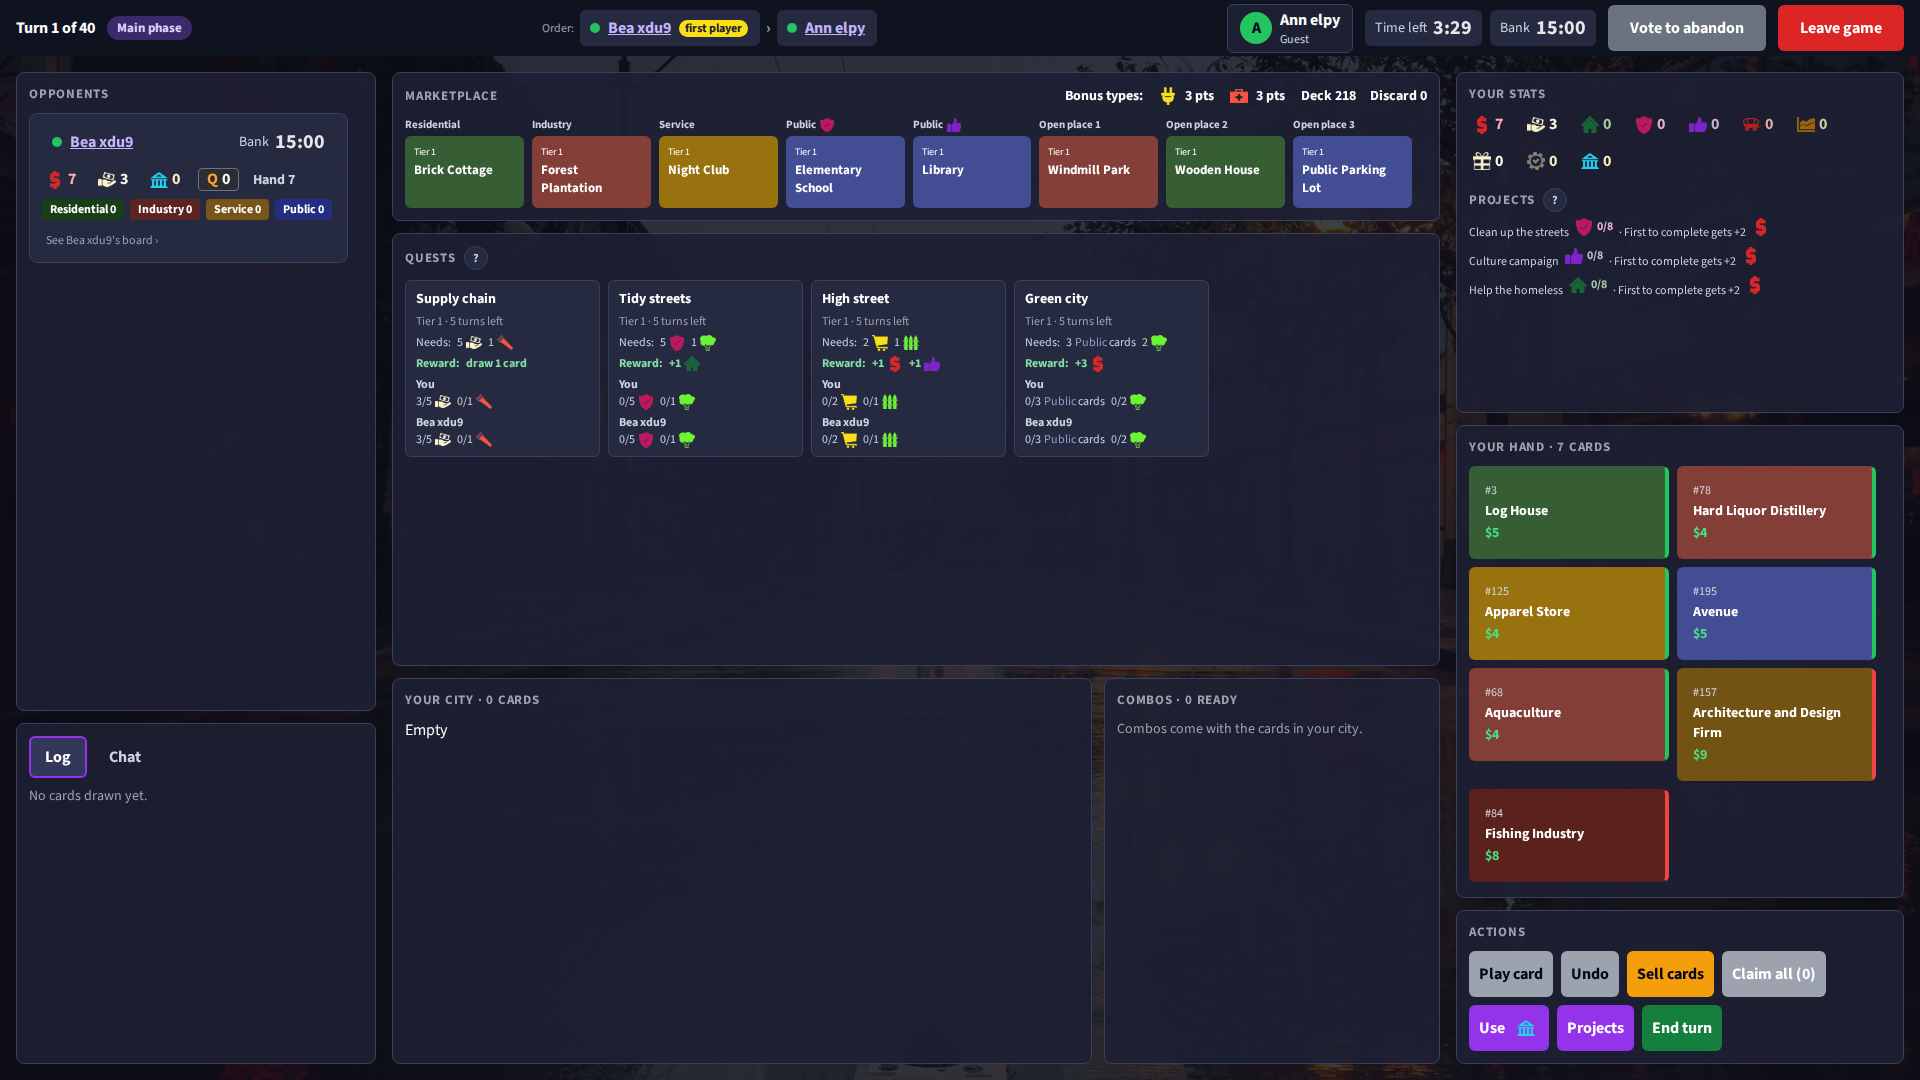 Turn 1 of 40 Main phase
Order: Bea xdu9 first player › Ann elpy
A Ann elpy
Guest
Time left 3:29
Bank 15:00
Vote to abandon
Leave game
OPPONENTS
Bea xdu9 Bank 15:00
7 3 0 Q 0 Hand 7
Residential 0 Industry 0 Service 0 Public 0
See Bea xdu9's board ›
Log Chat
No cards drawn yet.
MARKETPLACE
Bonus types: 3 pts 3 pts Deck 218 Discard 0
Residential
Tier 1
Brick Cottage
Industry
Tier 1
Forest
Plantation
Service
Tier 1
Night Club
Public
Tier 1
Elementary
School
Public
Tier 1
Library
Open place 1
Tier 1
Windmill Park
Open place 2
Tier 1
Wooden House
Open place 3
Tier 1
Public Parking
Lot
QUESTS ?
Supply chain
Tier 1 · 5 turns left
Needs: 5 1
Reward: draw 1 card
You
3/5 0/1
Bea xdu9
3/5 0/1
Tidy streets
Tier 1 · 5 turns left
Needs: 5 1
Reward: +1
You
0/5 0/1
Bea xdu9
0/5 0/1
High street
Tier 1 · 5 turns left
Needs: 2 1
Reward: +1 +1
You
0/2 0/1
Bea xdu9
0/2 0/1
Green city
Tier 1 · 5 turns left
Needs: 3 Public cards 2
Reward: +3
You
0/3 Public cards 0/2
Bea xdu9
0/3 Public cards 0/2
YOUR CITY · 0 CARDS
Empty
COMBOS · 0 READY
Combos come with the cards in your city.
YOUR STATS
7 3 0 0 0 0 0
0 0 0
PROJECTS ?
Clean up the streets 0/8 · First to complete gets +2
Culture campaign 0/8 · First to complete gets +2
Help the homeless 0/8 · First to complete gets +2
YOUR HAND · 7 CARDS
#3
Log House
$5
#78
Hard Liquor Distillery
$4
#125
Apparel Store
$4
#195
Avenue
$5
#68
Aquaculture
$4
#157
Architecture and Design
Firm
$9
#84
Fishing Industry
$8
ACTIONS
Play card Undo Sell cards Claim all (0)
Use Projects End turn